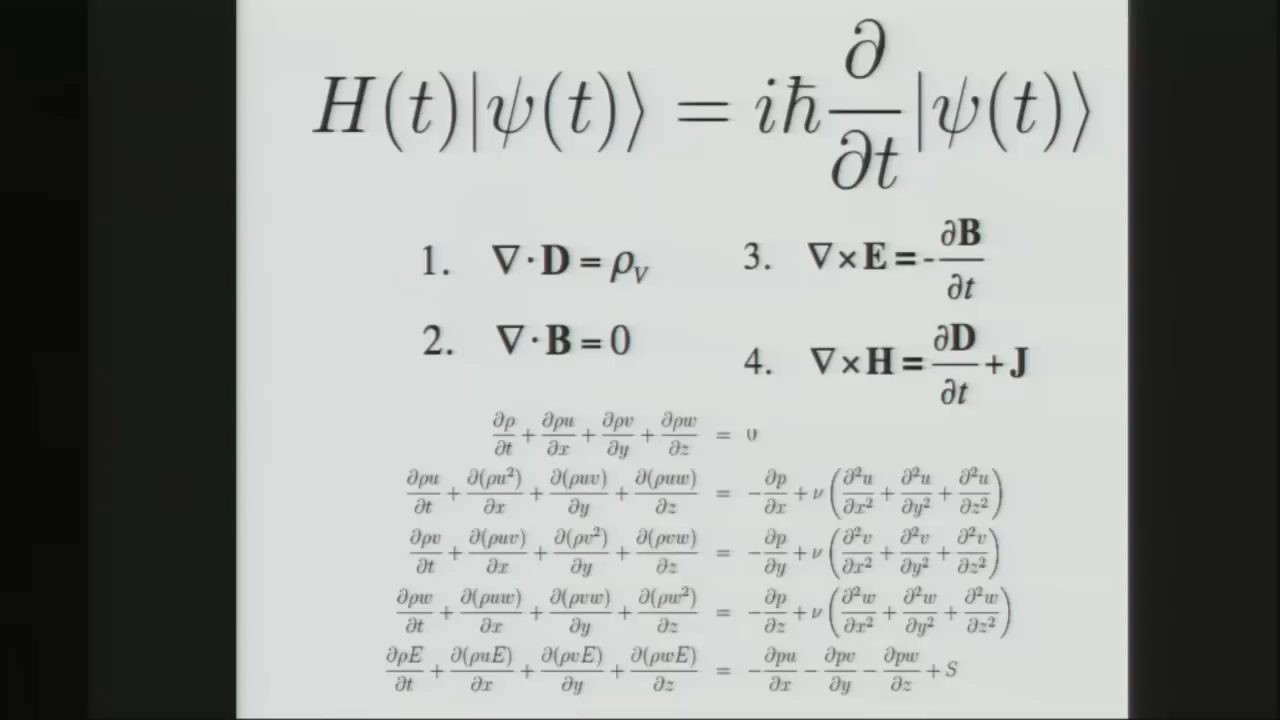 H(t)|ψ(t)⟩ = iℏ ∂/∂t |ψ(t)⟩
1. ∇·D = ρ_V
3. ∇×E = -∂B/∂t
2. ∇·B = 0
4. ∇×H = ∂D/∂t + J
∂ρ/∂t + ∂ρu/∂x + ∂ρv/∂y + ∂ρw/∂z = 0
∂ρu/∂t + ∂(ρu²)/∂x + ∂(ρuv)/∂y + ∂(ρuw)/∂z = -∂p/∂x + ν(∂²u/∂x² + ∂²u/∂y² + ∂²u/∂z²)
∂ρv/∂t + ∂(ρuv)/∂x + ∂(ρv²)/∂y + ∂(ρvw)/∂z = -∂p/∂y + ν(∂²v/∂x² + ∂²v/∂y² + ∂²v/∂z²)
∂ρw/∂t + ∂(ρuw)/∂x + ∂(ρvw)/∂y + ∂(ρw²)/∂z = -∂p/∂z + ν(∂²w/∂x² + ∂²w/∂y² + ∂²w/∂z²)
∂ρE/∂t + ∂(ρuE)/∂x + ∂(ρvE)/∂y + ∂(ρwE)/∂z = -∂pu/∂x - ∂pv/∂y - ∂pw/∂z + S